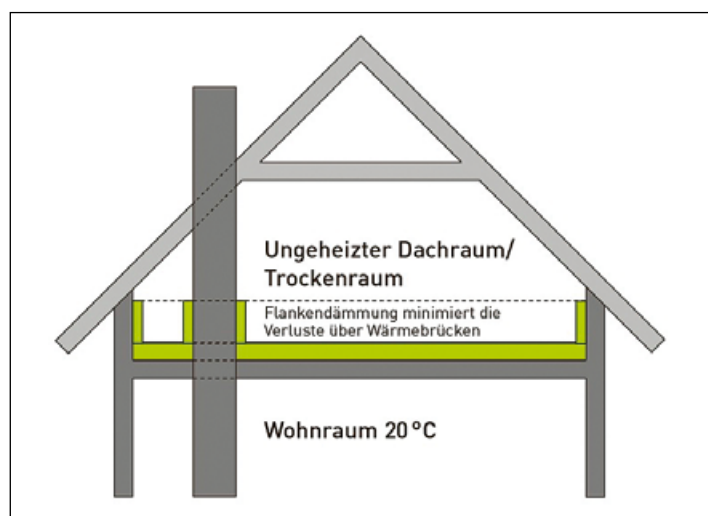 Ungeheizter Dachraum/
Trockenraum
Flankendämmung minimiert die
Verluste über Wärmebrücken
Wohnraum 20°C